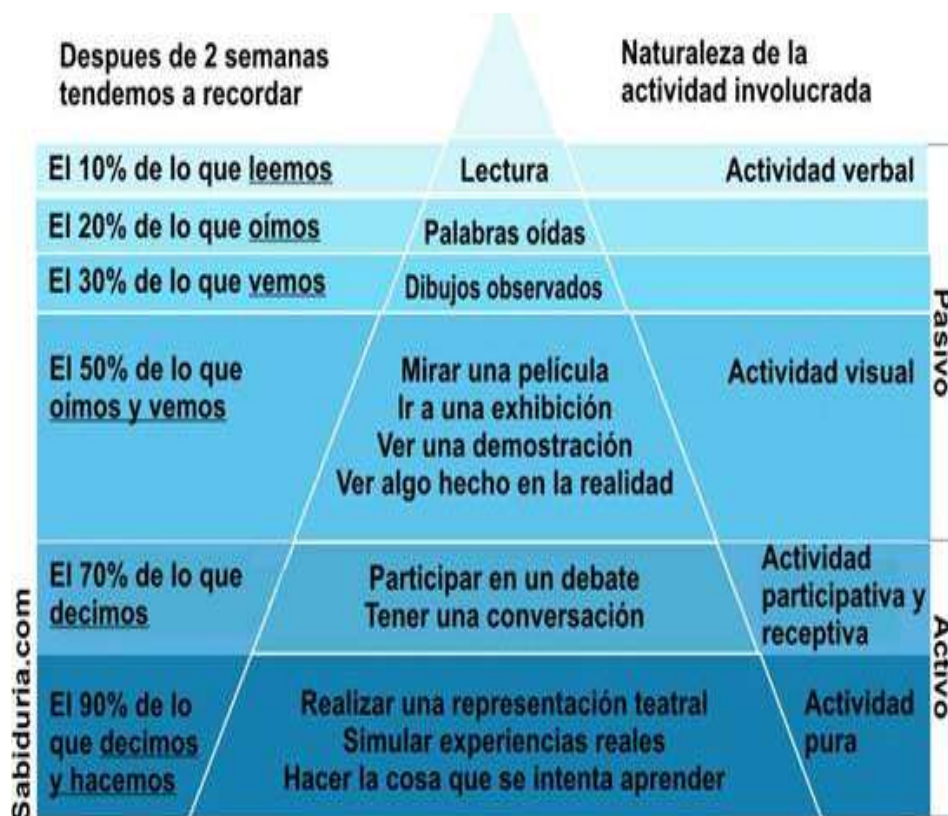 Despues de 2 semanas
tendemos a recordar
Naturaleza de la
actividad involucrada
El 10% de lo que leemos
Lectura
Actividad verbal
El 20% de lo que oímos
Palabras oídas
El 30% de lo que vemos
Dibujos observados
El 50% de lo que
oímos y vemos
Mirar una película
Ir a una exhibición
Ver una demostración
Ver algo hecho en la realidad
Actividad visual
Pasivo
El 70% de lo que
decimos
Participar en un debate
Tener una conversación
Actividad
participativa y
receptiva
El 90% de lo
que decimos
y hacemos
Realizar una representación teatral
Simular experiencias reales
Hacer la cosa que se intenta aprender
Actividad
pura
Activo
Sabiduria.com